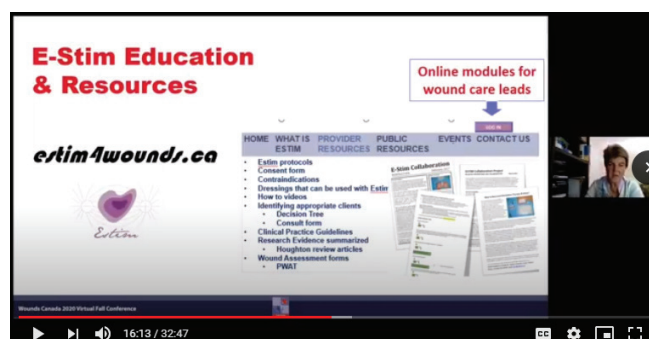 E-Stim Education
& Resources
Online modules for
wound care leads
LOG IN
HOME WHAT IS ESTIM PROVIDER RESOURCES PUBLIC RESOURCES EVENTS CONTACT US
estim4wounds.ca
• Estim protocols
• Consent form
• Contraindications
• Dressings that can be used with Estim
• How to videos
• Identifying appropriate clients
• Decision Tree
• Consult form
• Clinical Practice Guidelines
• Research Evidence summarized
• Houghton review articles
• Wound Assessment forms
• PWAT
E-Stim Collaboration
Estim
Wounds Canada 2020 Virtual Fall Conference
16:13 / 32:47
CC